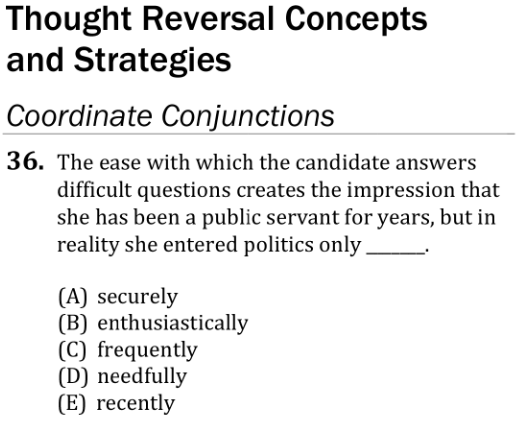 Thought Reversal Concepts
and Strategies
Coordinate Conjunctions
36. The ease with which the candidate answers
difficult questions creates the impression that
she has been a public servant for years, but in
reality she entered politics only ______.
(A) securely
(B) enthusiastically
(C) frequently
(D) needfully
(E) recently